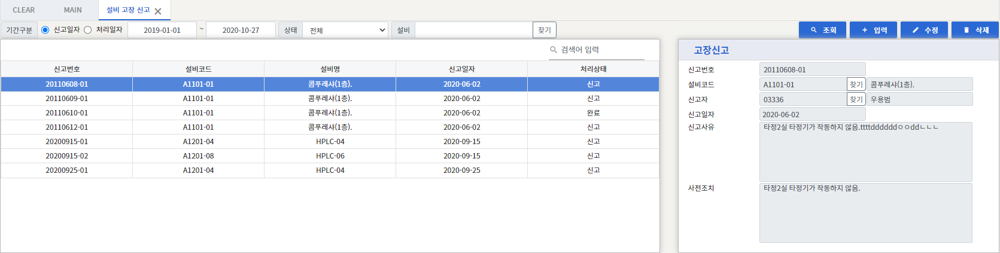 CLEAR MAIN 설비 고장 신고
기간구분 신고일자 처리일자 2019-01-01 ~ 2020-10-27 상태 전체 설비 찾기 조회 입력 수정 삭제
검색어 입력
신고번호 설비코드 설비명 신고일자 처리상태
20110608-01 A1101-01 콤푸레샤(1층). 2020-06-02 신고
20110609-01 A1101-01 콤푸레샤(1층). 2020-06-02 신고
20110610-01 A1101-01 콤푸레샤(1층). 2020-06-02 완료
20110612-01 A1101-01 콤푸레샤(1층). 2020-06-02 신고
20200915-01 A1201-04 HPLC-04 2020-09-15 신고
20200915-02 A1201-08 HPLC-06 2020-09-15 신고
20200925-01 A1201-04 HPLC-04 2020-09-25 신고
고장신고
신고번호 20110608-01
설비코드 A1101-01 찾기 콤푸레샤(1층).
신고자 03336 찾기 우용범
신고일자 2020-06-02
신고사유 타정2실 타정기가 작동하지 않음.ttttddddddㅇㅇddㄴㄴㄴ
사전조치 타정2실 타정기가 작동하지 않음.